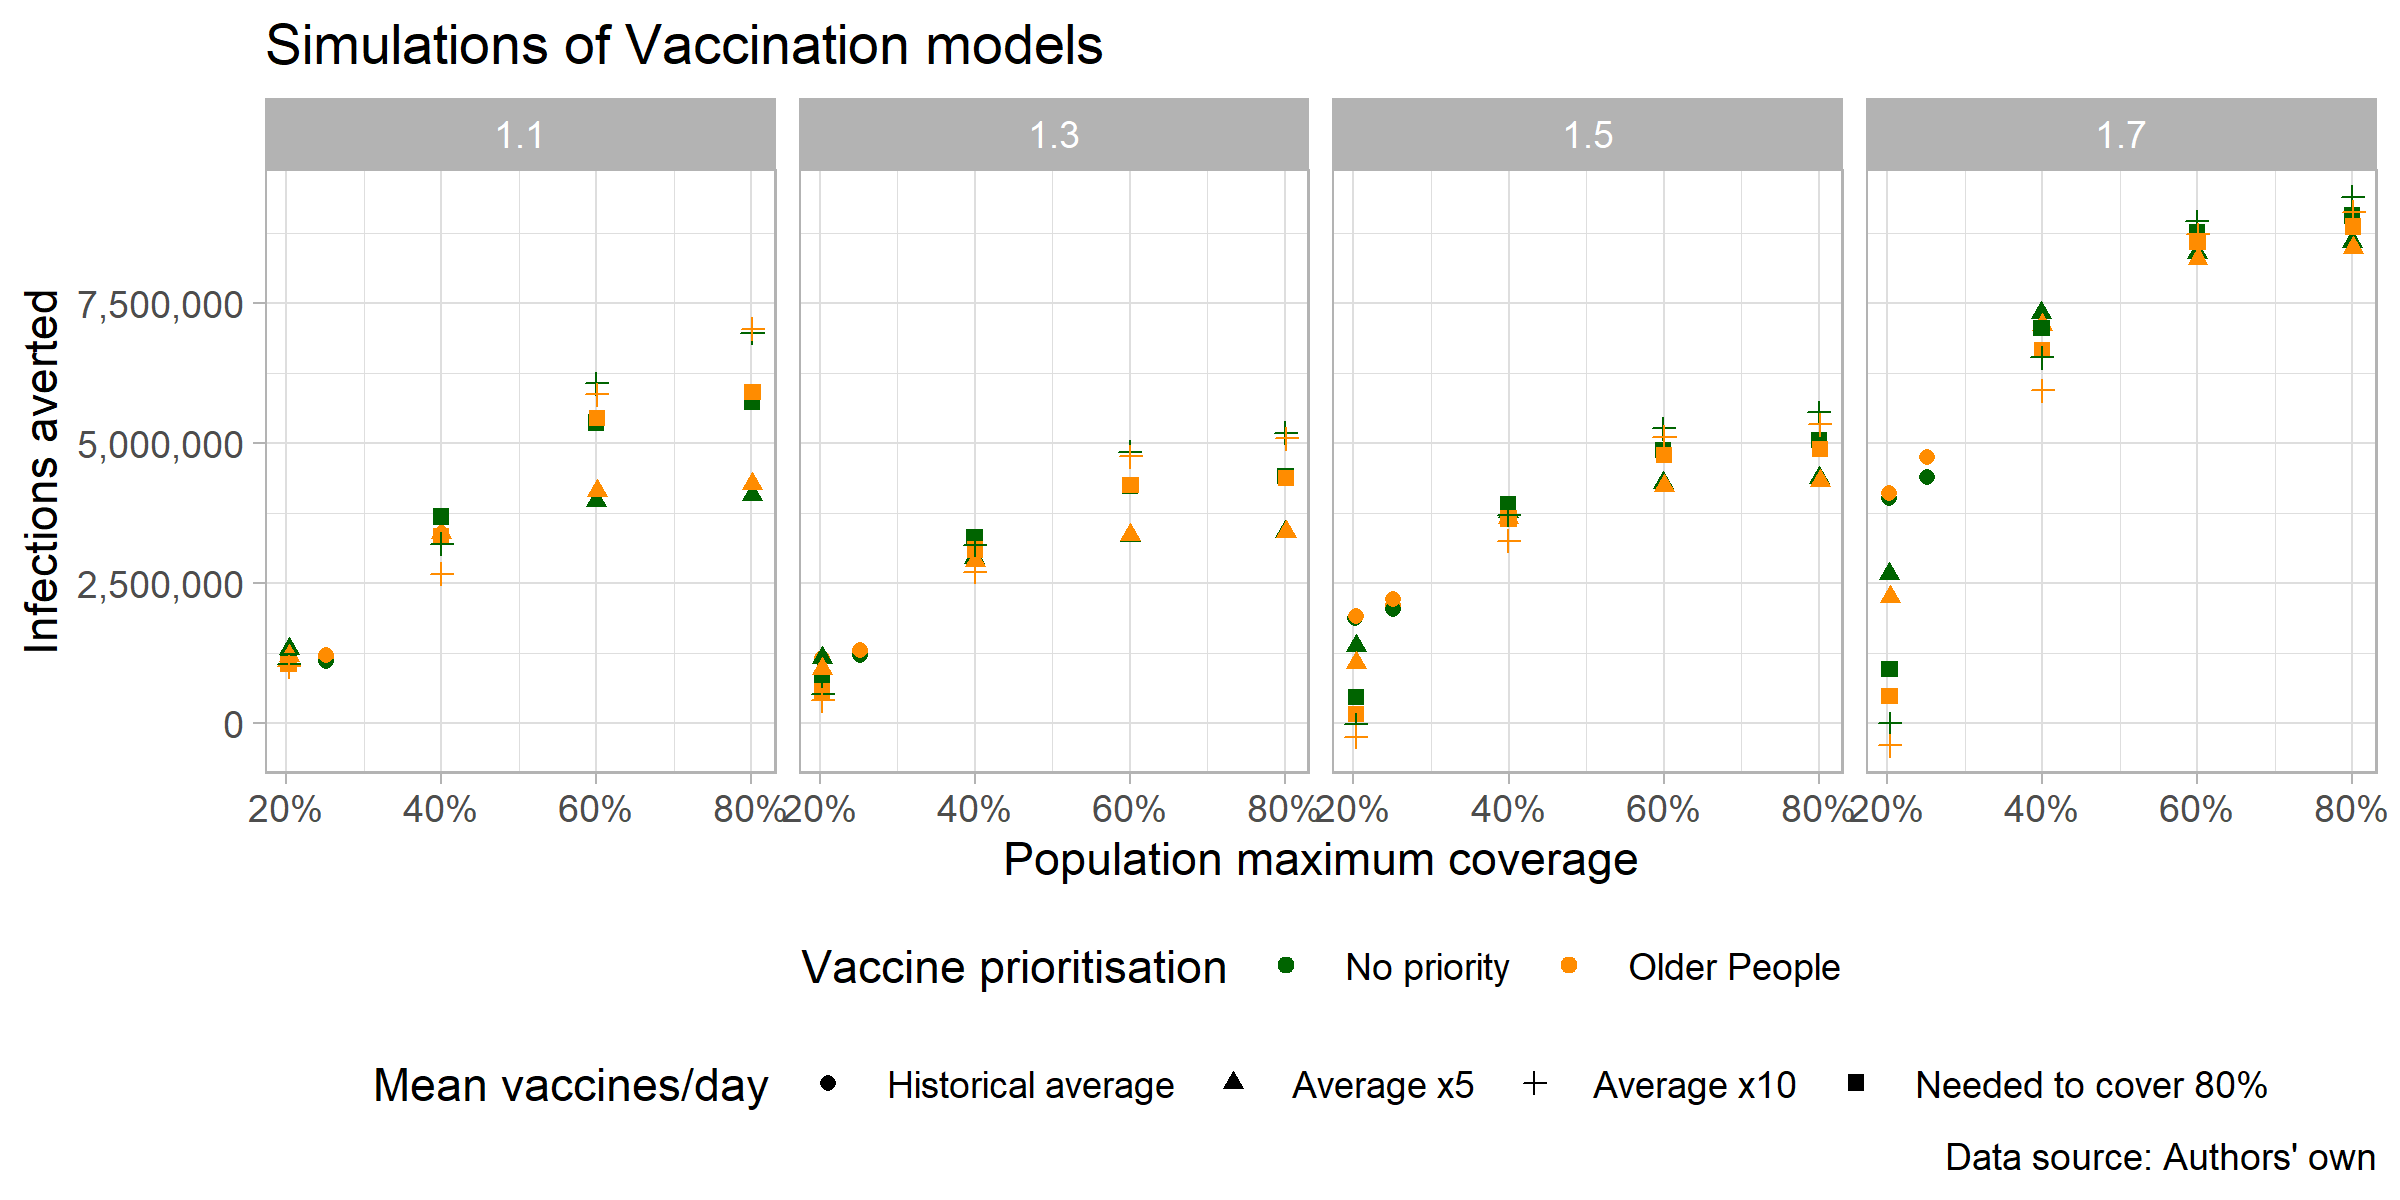 Simulations of Vaccination models
1.1 1.3 1.5 1.7
Infections averted
7,500,000
5,000,000
2,500,000
0
20% 40% 60% 80% 20% 40% 60% 80% 20% 40% 60% 80% 20% 40% 60% 80%
Population maximum coverage
Vaccine prioritisation No priority Older People
Mean vaccines/day Historical average Average x5 Average x10 Needed to cover 80%
Data source: Authors' own